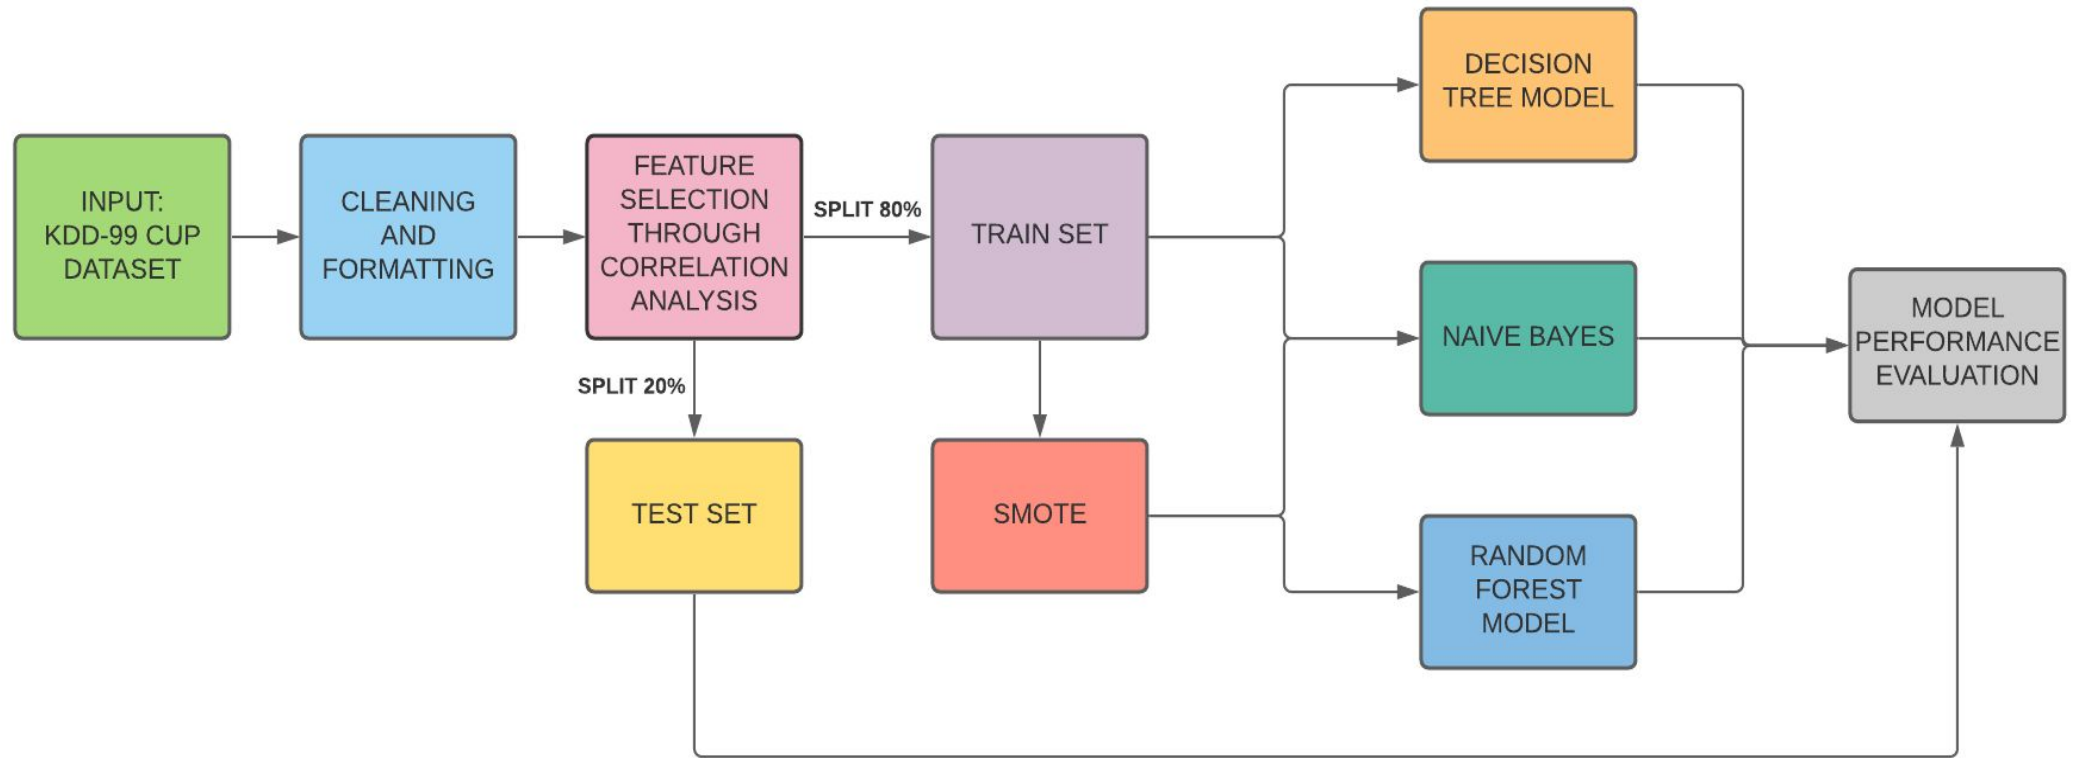 INPUT:
KDD-99 CUP
DATASET
CLEANING
AND
FORMATTING
FEATURE
SELECTION
THROUGH
CORRELATION
ANALYSIS
SPLIT 80%
TRAIN SET
SPLIT 20%
TEST SET
SMOTE
DECISION
TREE MODEL
NAIVE BAYES
RANDOM
FOREST
MODEL
MODEL
PERFORMANCE
EVALUATION